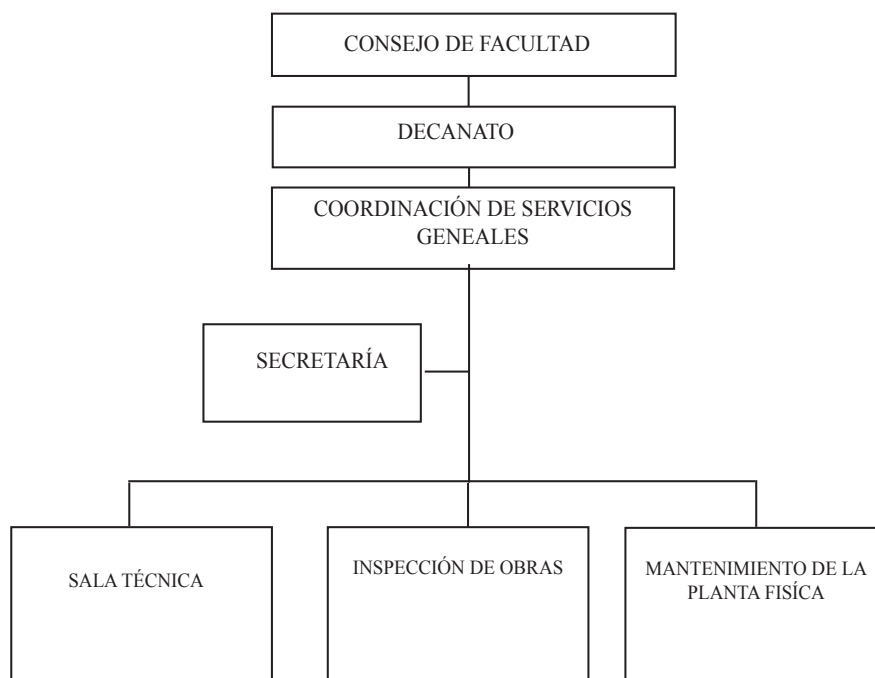 CONSEJO DE FACULTAD
DECANATO
COORDINACIÓN DE SERVICIOS
GENEALES
SECRETARÍA
SALA TÉCNICA
INSPECCIÓN DE OBRAS
MANTENIMIENTO DE LA
PLANTA FISÍCA